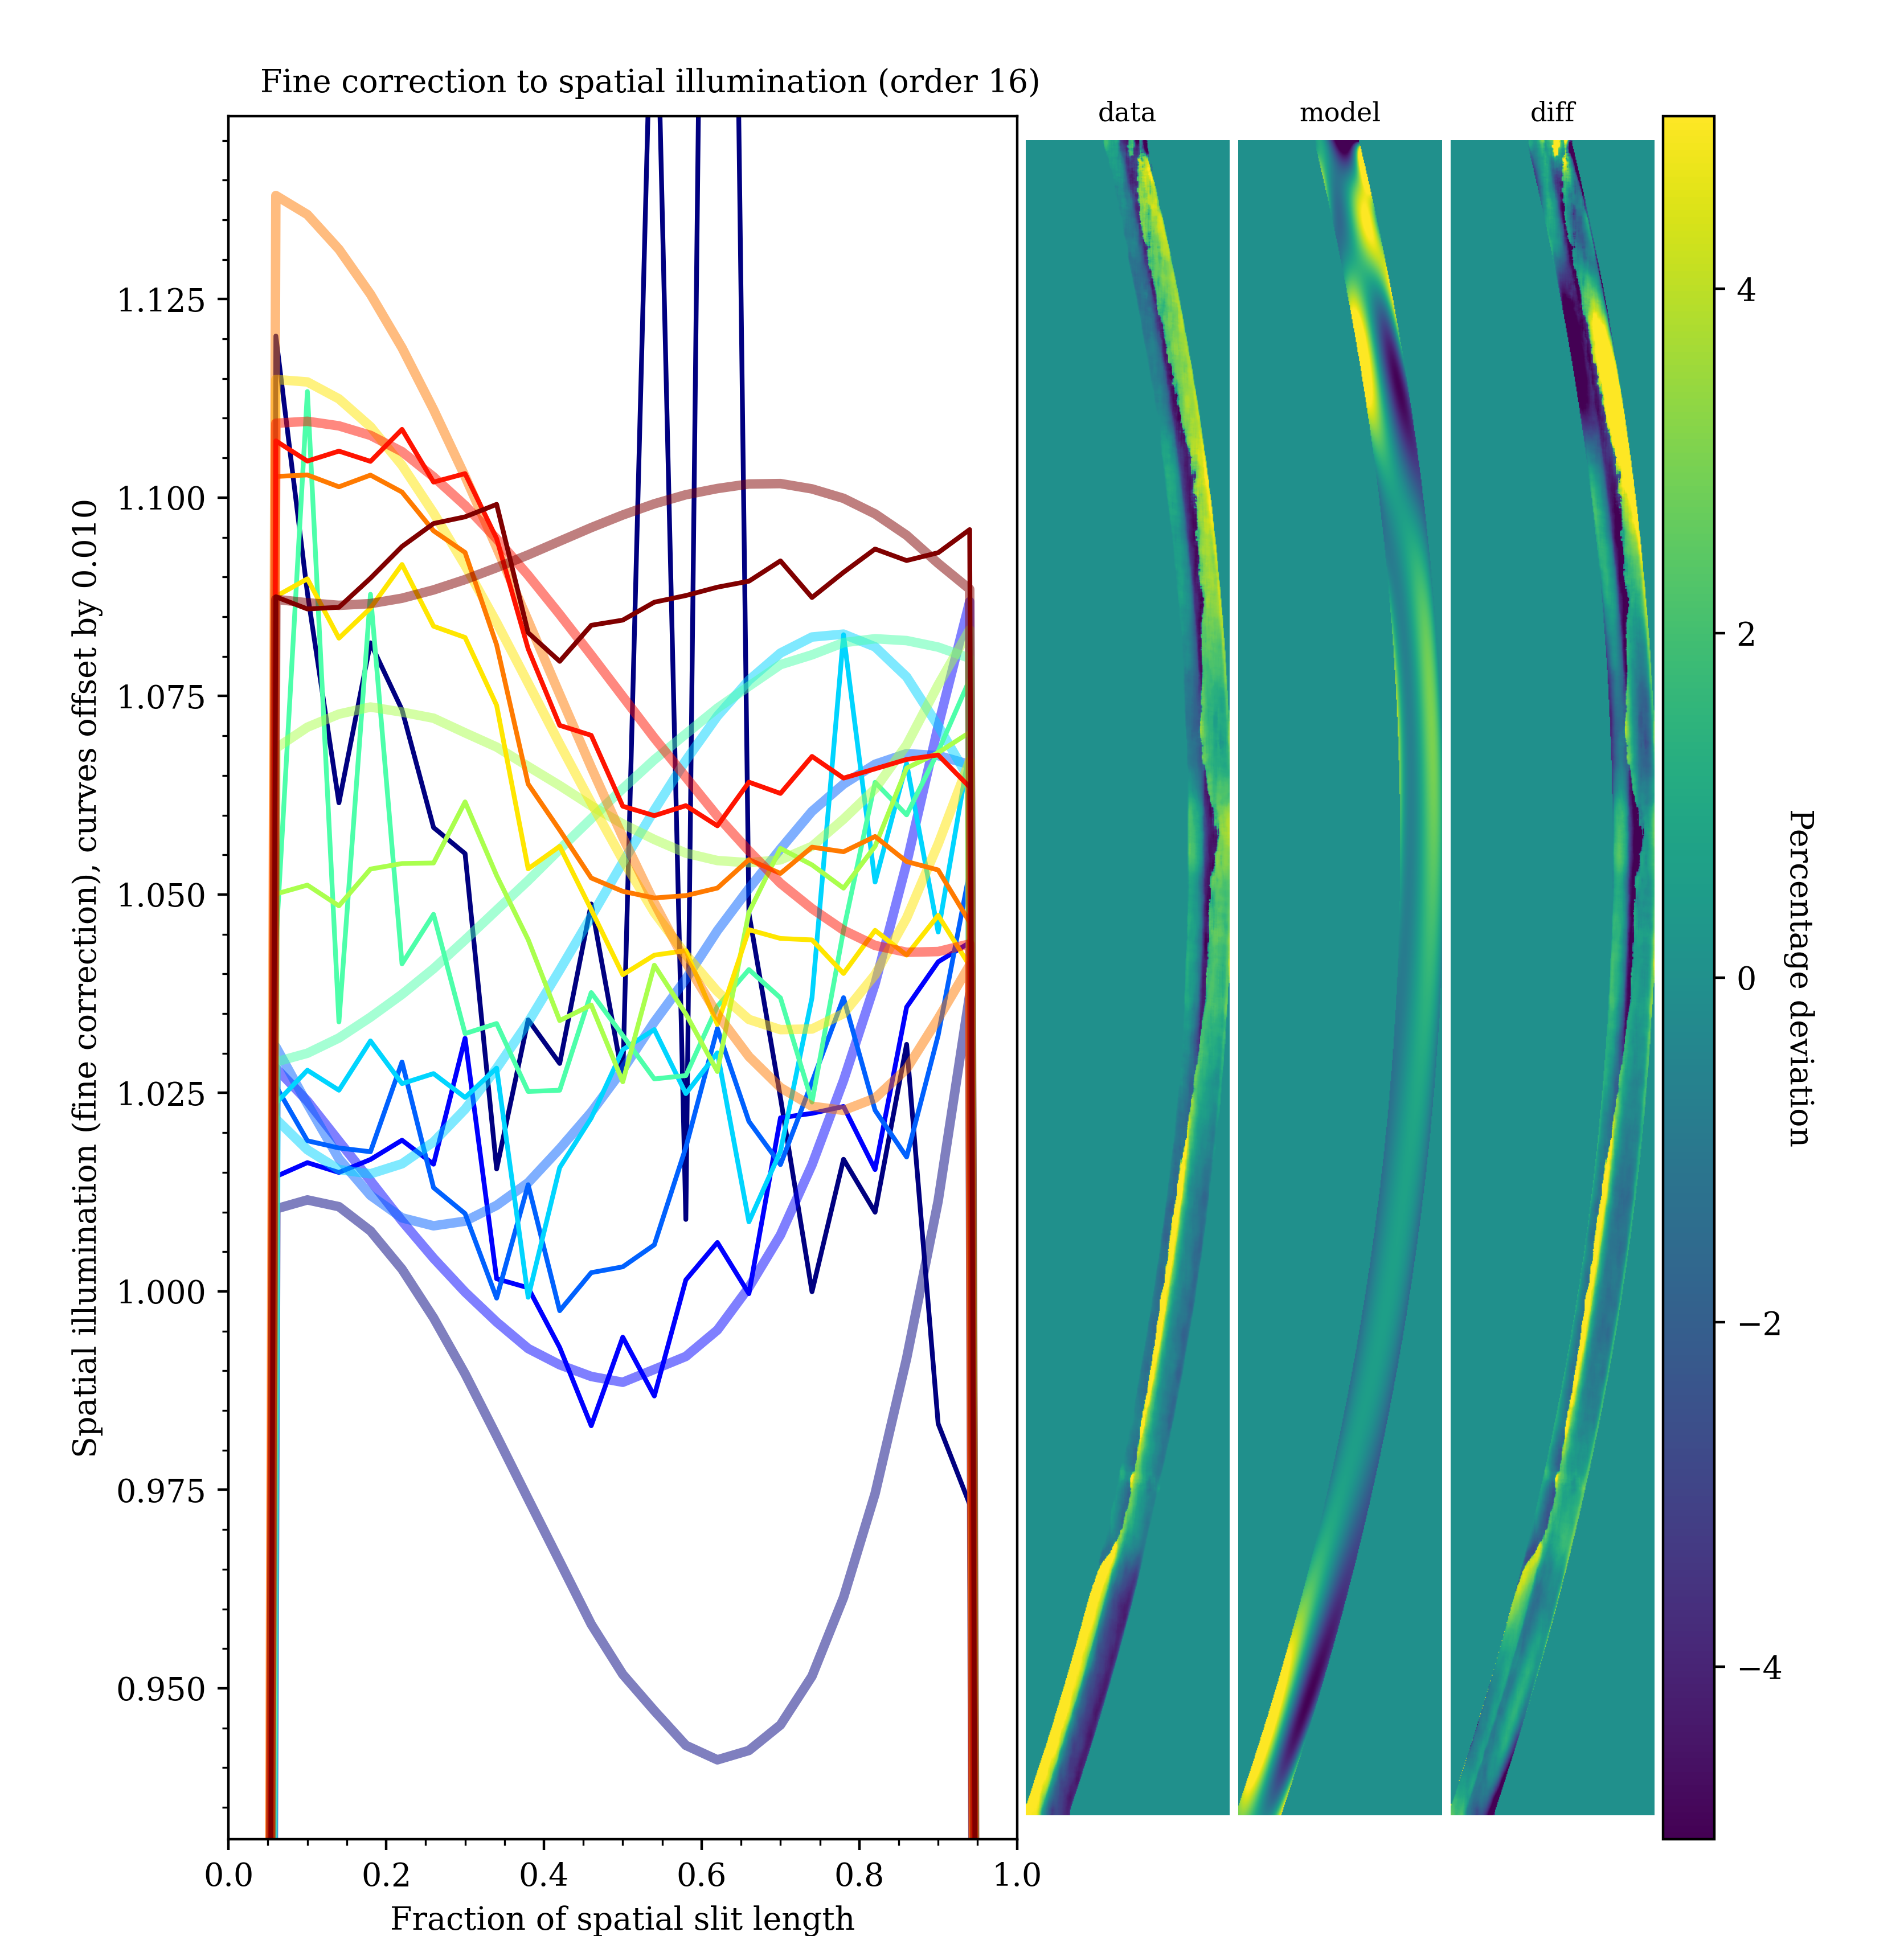 Fine correction to spatial illumination (order 16)
data
model
diff
Spatial illumination (fine correction), curves offset by 0.010
1.125
1.100
1.075
1.050
1.025
1.000
0.975
0.950
0.0
0.2
0.4
0.6
0.8
1.0
Fraction of spatial slit length
4
2
0
−2
−4
Percentage deviation